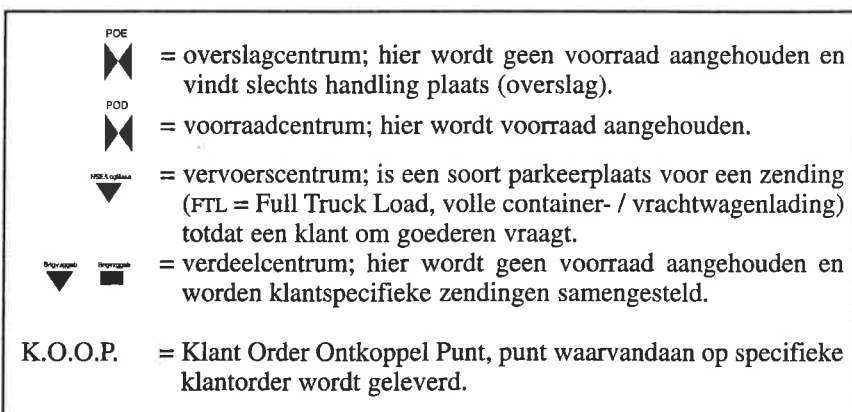 POE
= overslagcentrum; hier wordt geen voorraad aangehouden en
vindt slechts handling plaats (overslag).
POD
= voorraadcentrum; hier wordt voorraad aangehouden.
= vervoerscentrum; is een soort parkeerplaats voor een zending
(FTL = Full Truck Load, volle container- / vrachtwagenlading)
totdat een klant om goederen vraagt.
= verdeelcentrum; hier wordt geen voorraad aangehouden en
worden klantspecifieke zendingen samengesteld.
K.O.O.P. = Klant Order Ontkoppel Punt, punt waarvandaan op specifieke
klantorder wordt geleverd.